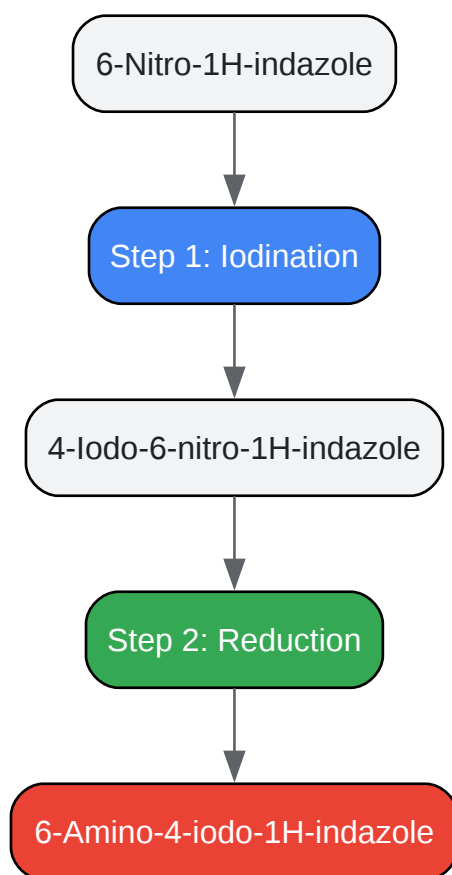 6-Nitro-1H-indazole
Step 1: Iodination
4-Iodo-6-nitro-1H-indazole
Step 2: Reduction
6-Amino-4-iodo-1H-indazole